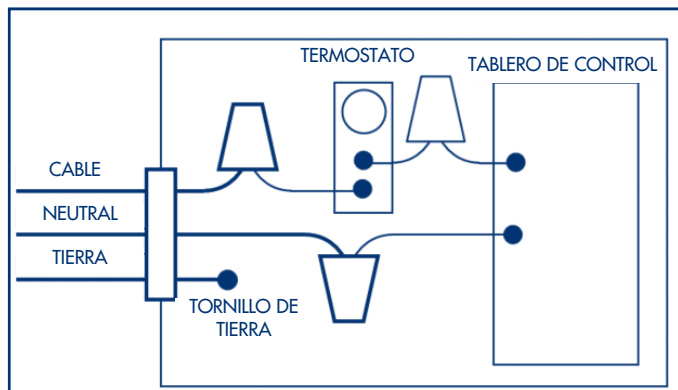 TERMOSTATO
TABLERO DE CONTROL
CABLE
NEUTRAL
TIERRA
TORNILLO DE
TIERRA